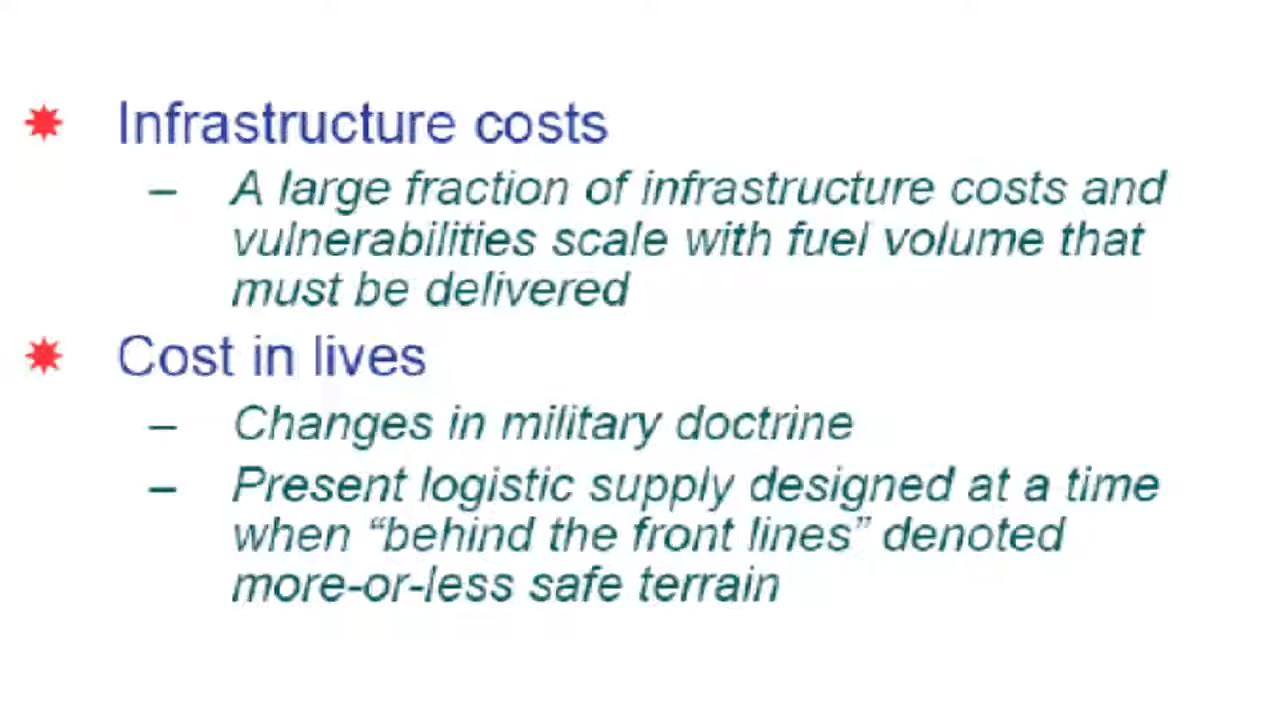 Infrastructure costs
– A large fraction of infrastructure costs and
vulnerabilities scale with fuel volume that
must be delivered
Cost in lives
– Changes in military doctrine
– Present logistic supply designed at a time
when “behind the front lines” denoted
more-or-less safe terrain